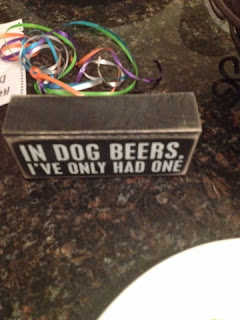 IN DOG BEERS,
I'VE ONLY HAD ONE